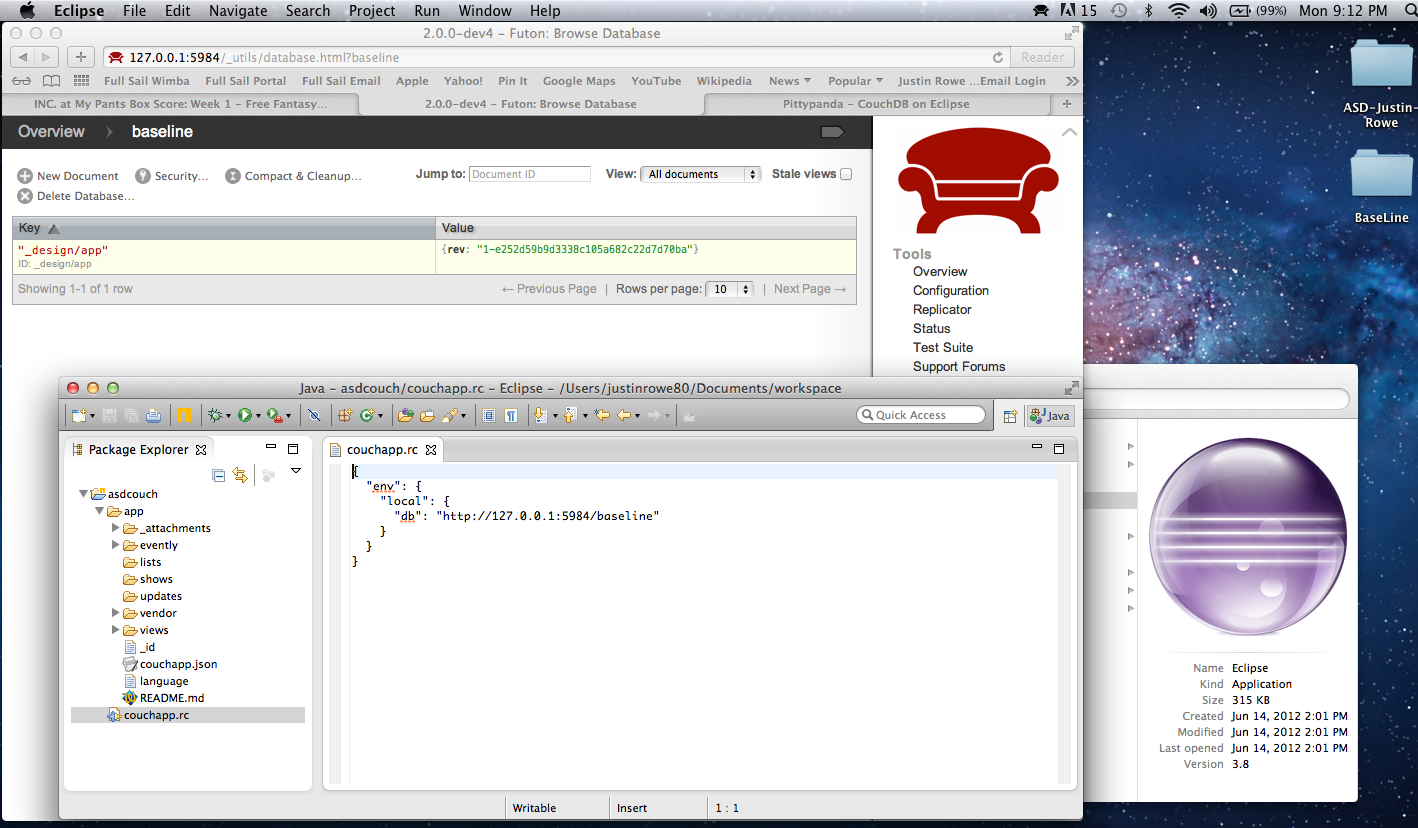 Eclipse File Edit Navigate Search Project Run Window Help 15 (99%) Mon 9:12 PM
2.0.0-dev4 – Futon: Browse Database
127.0.0.1:5984/_utils/database.html?baseline Reader
Full Sail Wimba Full Sail Portal Full Sail Email Apple Yahoo! Pin It Google Maps YouTube Wikipedia News Popular Justin Rowe ...Email Login
INC. at My Pants Box Score: Week 1 – Free Fantasy... 2.0.0-dev4 – Futon: Browse Database Pittypanda – CouchDB on Eclipse
Overview baseline
New Document Security... Compact & Cleanup... Jump to: Document ID View: All documents Stale views
Delete Database...
Key Value
"_design/app" {rev: "1-e252d59b9d3338c105a682c22d7d70ba"}
ID: _design/app
Showing 1-1 of 1 row ← Previous Page | Rows per page: 10 | Next Page →
Tools
Overview
Configuration
Replicator
Status
Test Suite
Support Forums
ASD-Justin-
Rowe
BaseLine
Java – asdcouch/couchapp.rc – Eclipse – /Users/justinrowe80/Documents/workspace
Quick Access Java
Package Explorer
asdcouch
app
_attachments
evently
lists
shows
updates
vendor
views
_id
couchapp.json
language
README.md
couchapp.rc
couchapp.rc
{
"env": {
"local": {
"db": "http://127.0.0.1:5984/baseline"
}
}
}
Writable Insert 1 : 1
Name Eclipse
Kind Application
Size 315 KB
Created Jun 14, 2012 2:01 PM
Modified Jun 14, 2012 2:01 PM
Last opened Jun 14, 2012 2:01 PM
Version 3.8